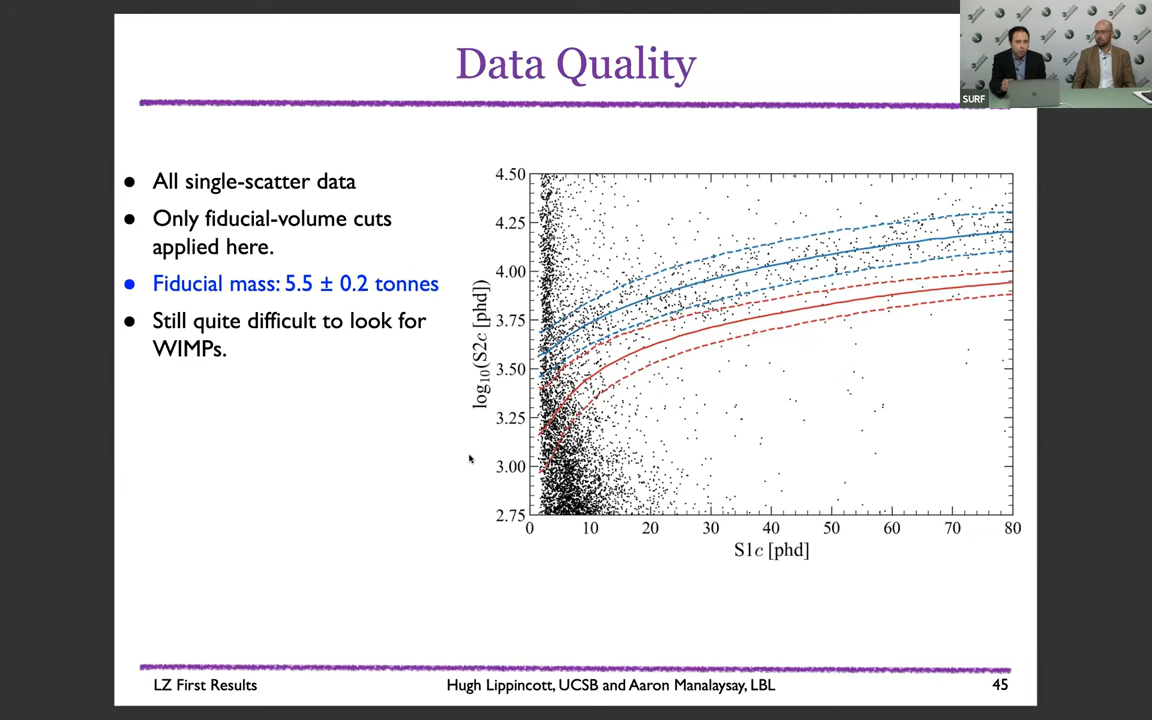 Data Quality
SURF
● All single-scatter data
● Only fiducial-volume cuts
applied here.
● Fiducial mass: 5.5 ± 0.2 tonnes
● Still quite difficult to look for
WIMPs.
4.50
4.25
4.00
3.75
3.50
3.25
3.00
2.75
log₁₀(S2c [phd])
0 10 20 30 40 50 60 70 80
S1c [phd]
LZ First Results
Hugh Lippincott, UCSB and Aaron Manalaysay, LBL
45